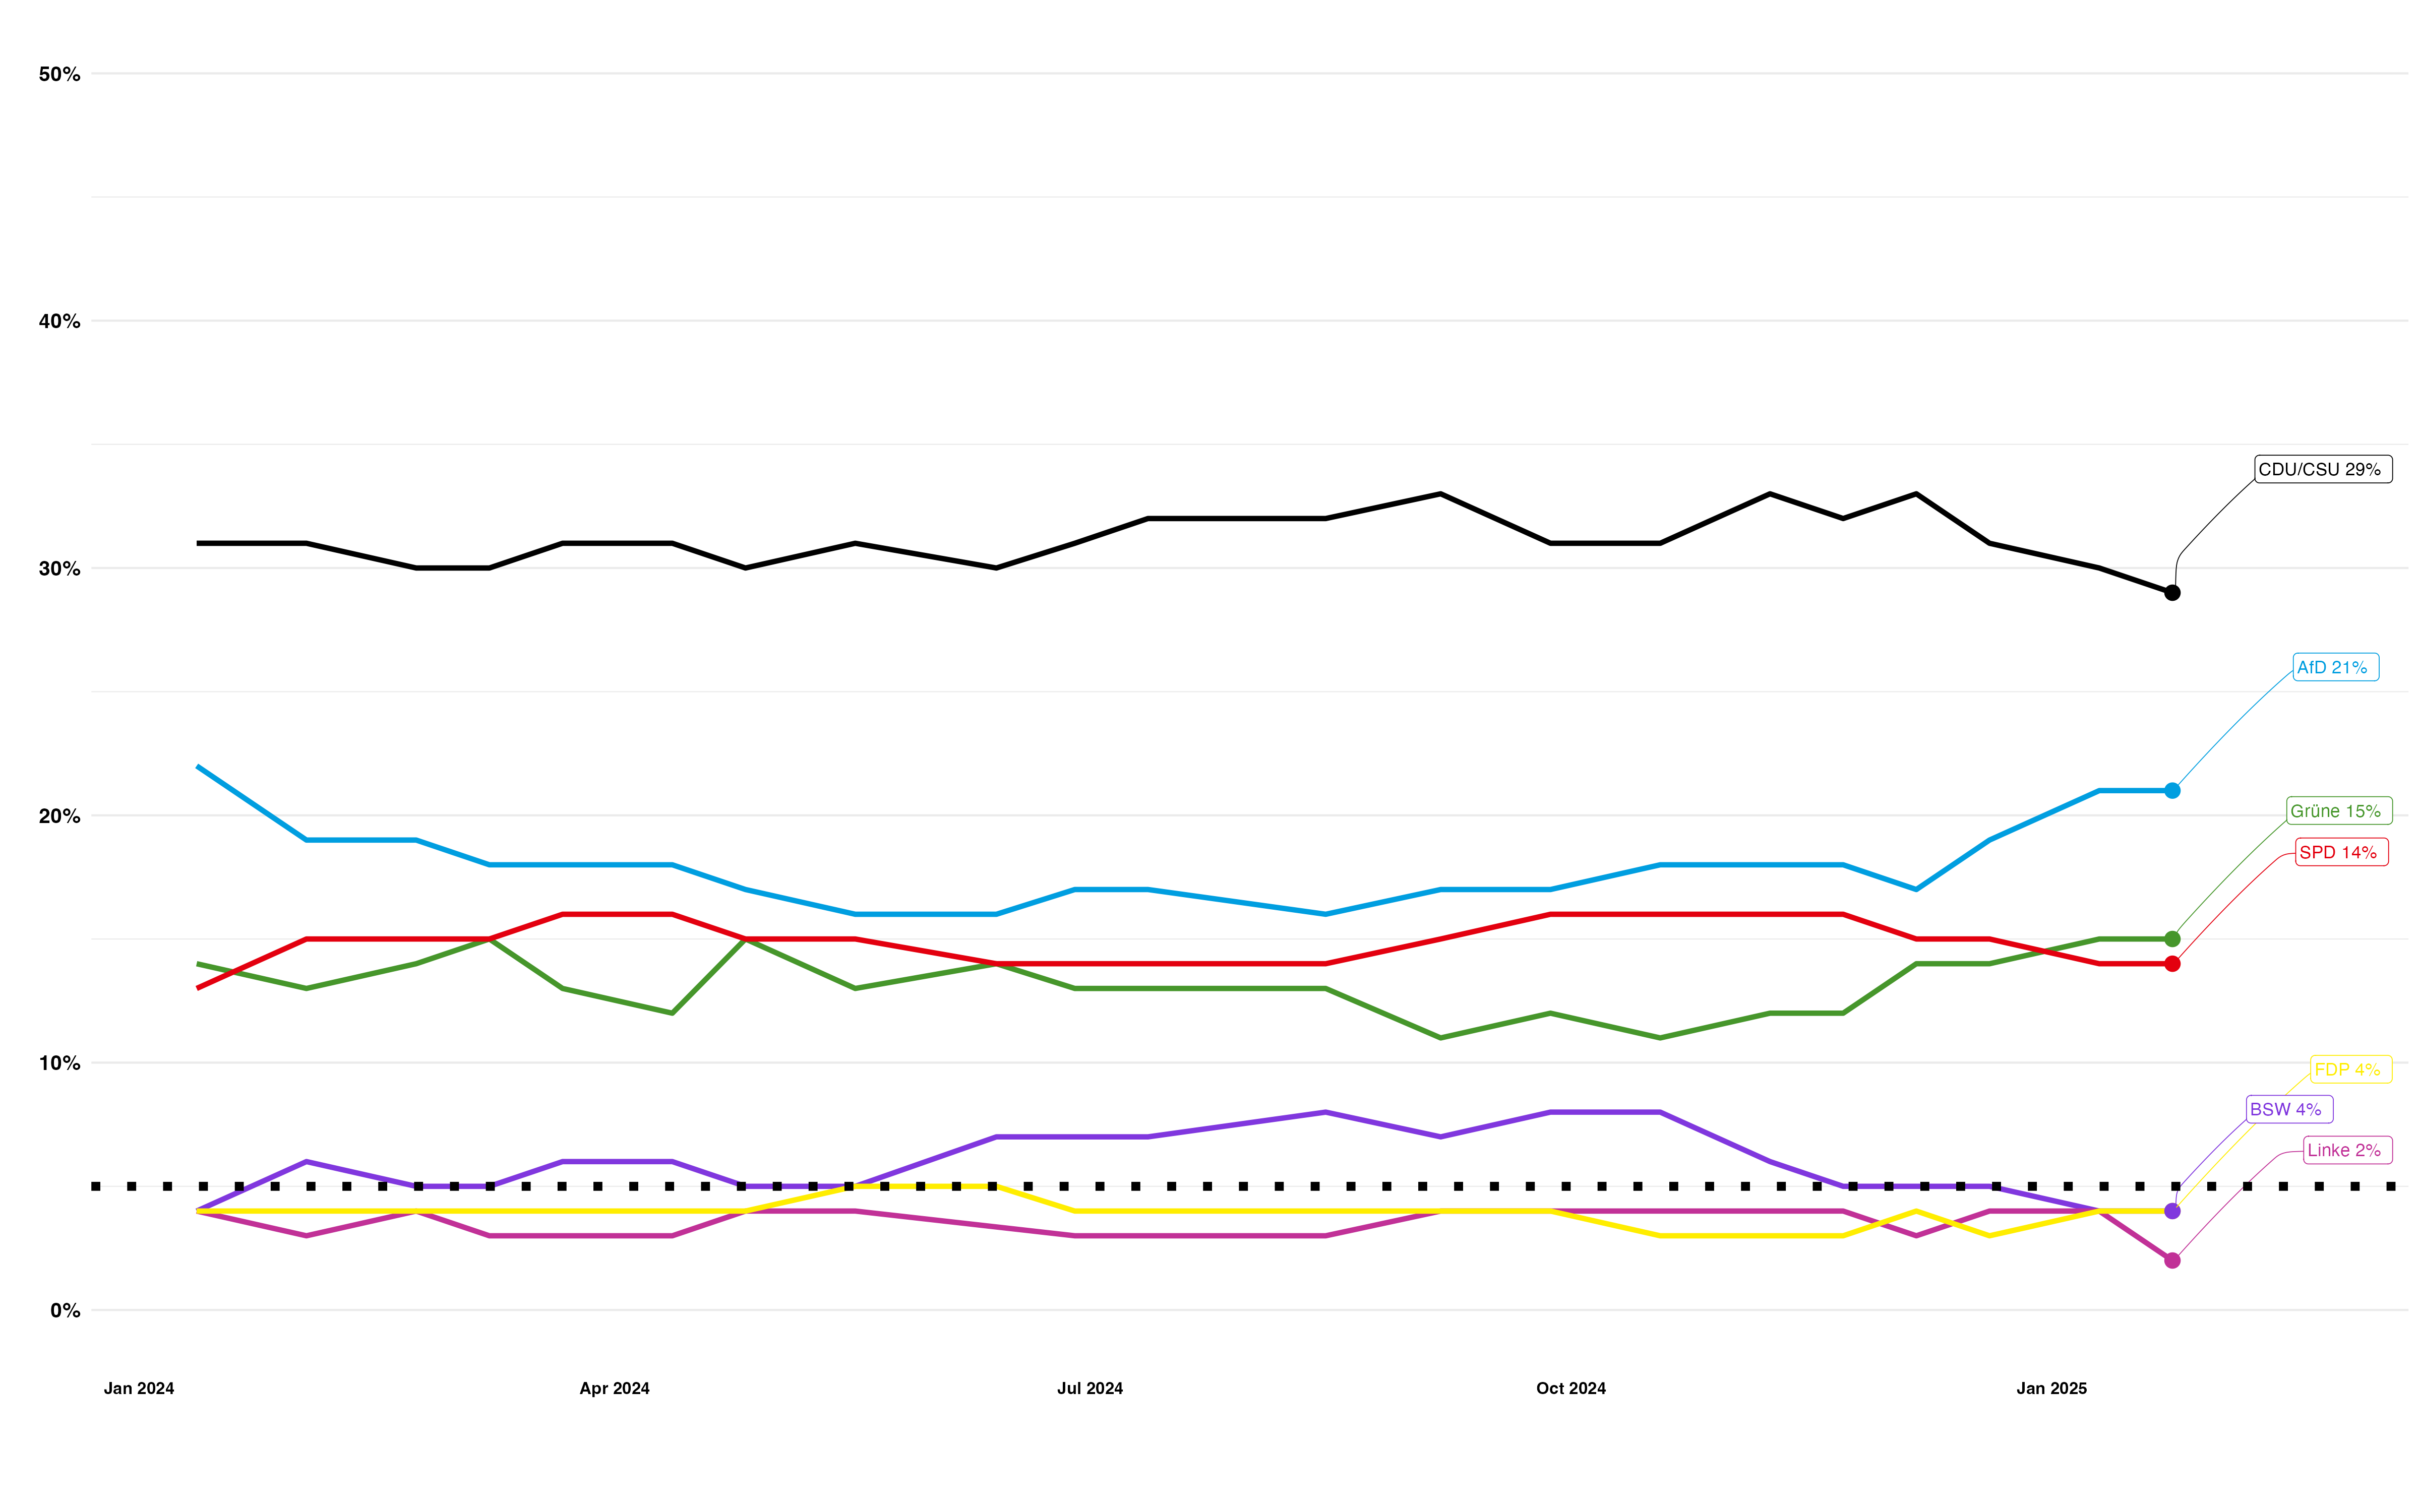 50%
40%
30%
20%
10%
0%
CDU/CSU 29%
AfD 21%
Grüne 15%
SPD 14%
FDP 4%
BSW 4%
Linke 2%
Jan 2024
Apr 2024
Jul 2024
Oct 2024
Jan 2025